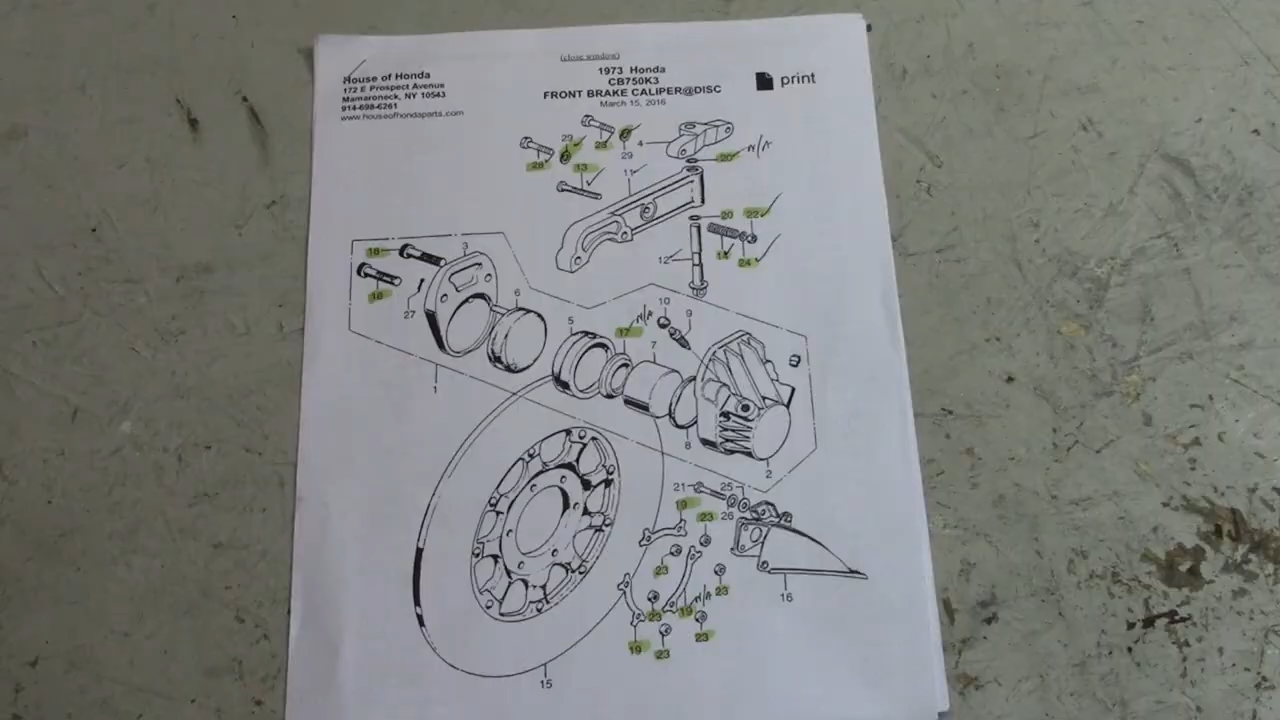 (close window)
House of Honda
172 E Prospect Avenue
Mamaroneck, NY 10543
914-698-6261
www.houseofhondaparts.com
1973 Honda
CB750K3
FRONT BRAKE CALIPER@DISC
March 15, 2016
print
29
28
4
29
20 N/A
28
13
11
20
22
12
14
24
18
3
18
27
6
5
17 N/A
10
9
7
1
8
2
21
25
26
19
23
23
23
16
23
19 N/A
23
19
23
15